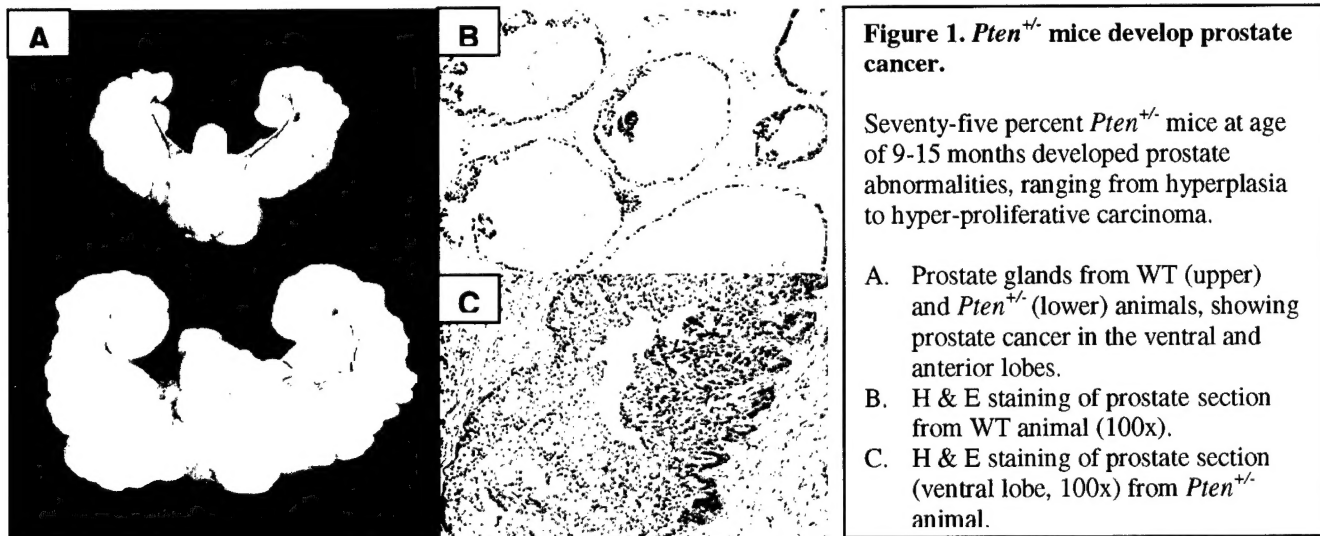 A
B
C
Figure 1. Pten+/- mice develop prostate
cancer.
Seventy-five percent Pten+/- mice at age
of 9-15 months developed prostate
abnormalities, ranging from hyperplasia
to hyper-proliferative carcinoma.
A. Prostate glands from WT (upper)
and Pten+/- (lower) animals, showing
prostate cancer in the ventral and
anterior lobes.
B. H & E staining of prostate section
from WT animal (100x).
C. H & E staining of prostate section
(ventral lobe, 100x) from Pten+/-
animal.